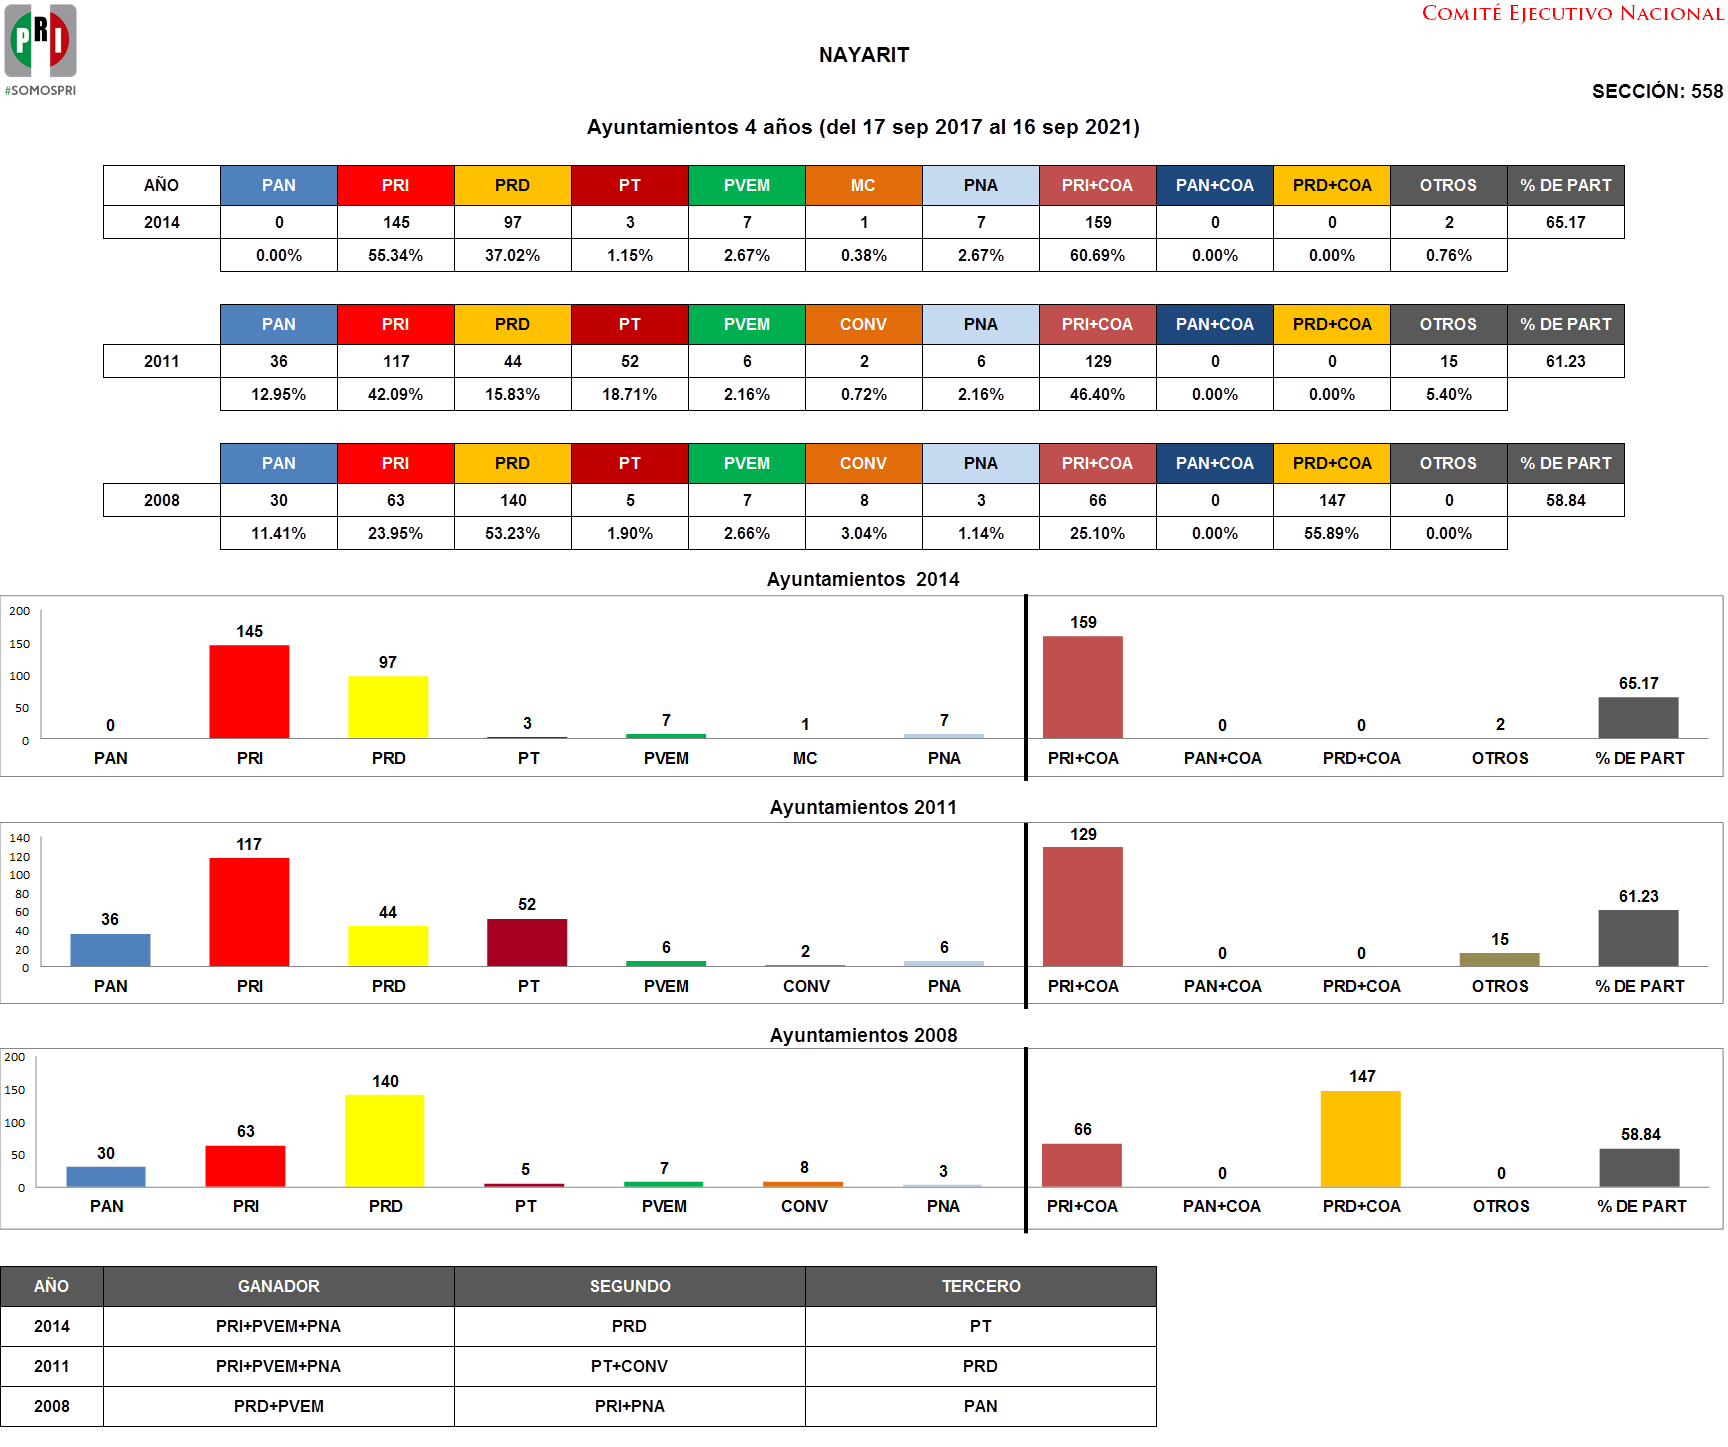 COMITÉ EJECUTIVO NACIONAL
PRI
#SOMOSPRI
NAYARIT
SECCIÓN: 558
Ayuntamientos 4 años (del 17 sep 2017 al 16 sep 2021)
AÑO PAN PRI PRD PT PVEM MC PNA PRI+COA PAN+COA PRD+COA OTROS % DE PART
2014 0 145 97 3 7 1 7 159 0 0 2 65.17
0.00% 55.34% 37.02% 1.15% 2.67% 0.38% 2.67% 60.69% 0.00% 0.00% 0.76%
PAN PRI PRD PT PVEM CONV PNA PRI+COA PAN+COA PRD+COA OTROS % DE PART
2011 36 117 44 52 6 2 6 129 0 0 15 61.23
12.95% 42.09% 15.83% 18.71% 2.16% 0.72% 2.16% 46.40% 0.00% 0.00% 5.40%
PAN PRI PRD PT PVEM CONV PNA PRI+COA PAN+COA PRD+COA OTROS % DE PART
2008 30 63 140 5 7 8 3 66 0 147 0 58.84
11.41% 23.95% 53.23% 1.90% 2.66% 3.04% 1.14% 25.10% 0.00% 55.89% 0.00%
Ayuntamientos 2014
200
150
100
50
0
0 145 97 3 7 1 7 159 0 0 2 65.17
PAN PRI PRD PT PVEM MC PNA PRI+COA PAN+COA PRD+COA OTROS % DE PART
Ayuntamientos 2011
140
120
100
80
60
40
20
0
36 117 44 52 6 2 6 129 0 0 15 61.23
PAN PRI PRD PT PVEM CONV PNA PRI+COA PAN+COA PRD+COA OTROS % DE PART
Ayuntamientos 2008
200
150
100
50
0
30 63 140 5 7 8 3 66 0 147 0 58.84
PAN PRI PRD PT PVEM CONV PNA PRI+COA PAN+COA PRD+COA OTROS % DE PART
AÑO GANADOR SEGUNDO TERCERO
2014 PRI+PVEM+PNA PRD PT
2011 PRI+PVEM+PNA PT+CONV PRD
2008 PRD+PVEM PRI+PNA PAN